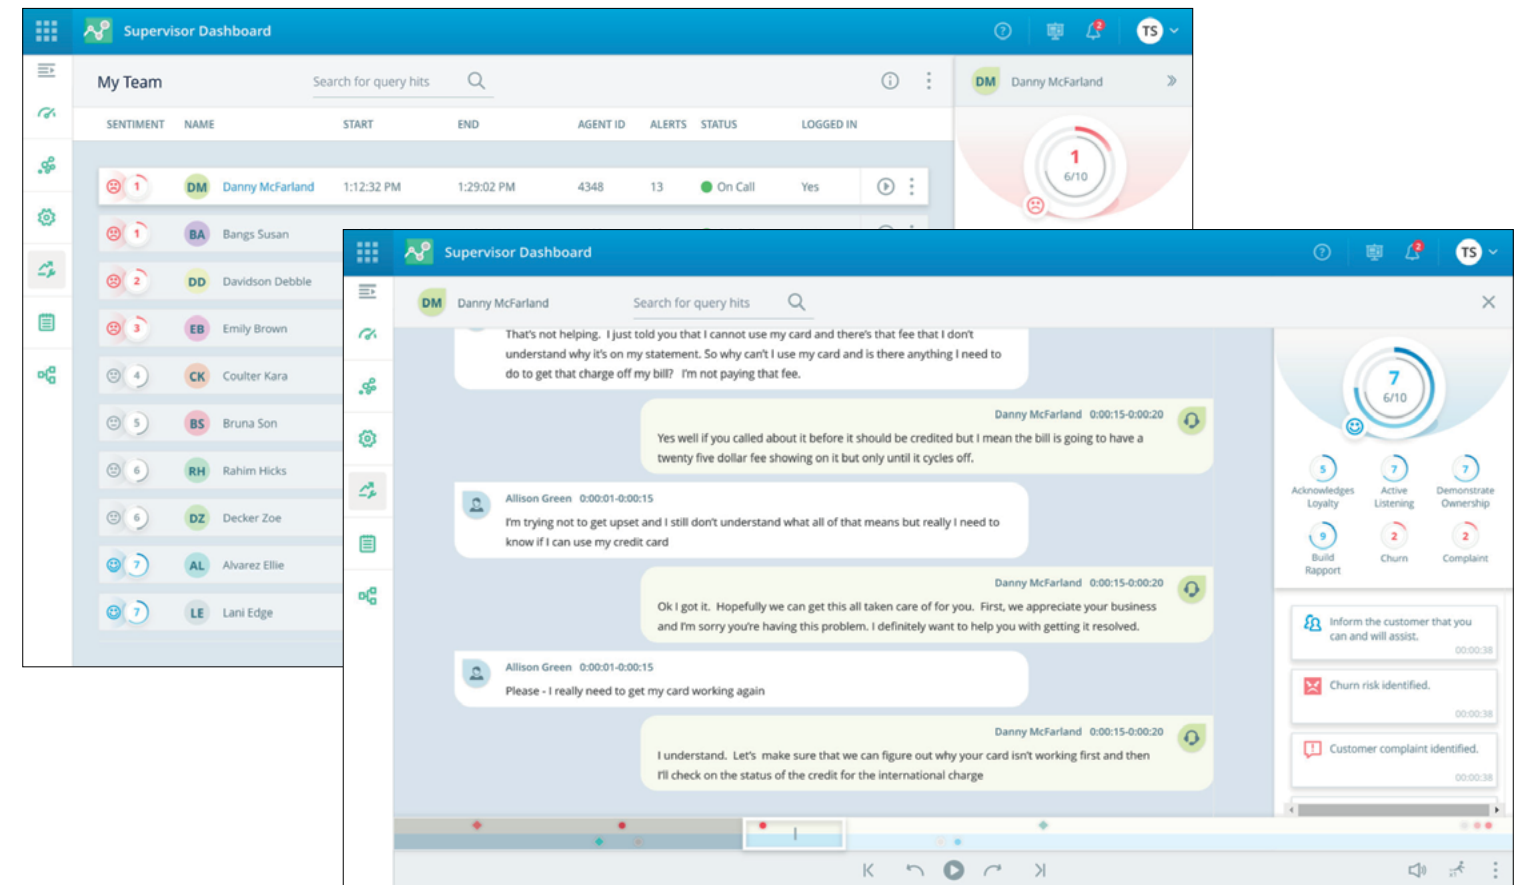 Supervisor Dashboard
2
TS
My Team
Search for query hits
DM Danny McFarland
SENTIMENT NAME START END AGENT ID ALERTS STATUS LOGGED IN
1
6/10
1 DM Danny McFarland 1:12:32 PM 1:29:02 PM 4348 13 On Call Yes
1 BA Bangs Susan
2 DD Davidson Debble
3 EB Emily Brown
4 CK Coulter Kara
5 BS Bruna Son
6 RH Rahim Hicks
6 DZ Decker Zoe
7 AL Alvarez Ellie
7 LE Lani Edge
Supervisor Dashboard
2
TS
DM Danny McFarland
Search for query hits
That's not helping. I just told you that I cannot use my card and there's that fee that I don't
understand why it's on my statement. So why can't I use my card and is there anything I need to
do to get that charge off my bill? I'm not paying that fee.
Danny McFarland 0:00:15-0:00:20
Yes well if you called about it before it should be credited but I mean the bill is going to have a
twenty five dollar fee showing on it but only until it cycles off.
Allison Green 0:00:01-0:00:15
I'm trying not to get upset and I still don't understand what all of that means but really I need to
know if I can use my credit card
Danny McFarland 0:00:15-0:00:20
Ok I got it. Hopefully we can get this all taken care of for you. First, we appreciate your business
and I'm sorry you're having this problem. I definitely want to help you with getting it resolved.
Allison Green 0:00:01-0:00:15
Please - I really need to get my card working again
Danny McFarland 0:00:15-0:00:20
I understand. Let's make sure that we can figure out why your card isn't working first and then
I'll check on the status of the credit for the international charge
7
6/10
5 7 7
Acknowledges Active Demonstrate
Loyalty Listening Ownership
9 2 2
Build Churn Complaint
Rapport
Inform the customer that you
can and will assist.
00:00:38
Churn risk identified.
00:00:38
Customer complaint identified.
00:00:38